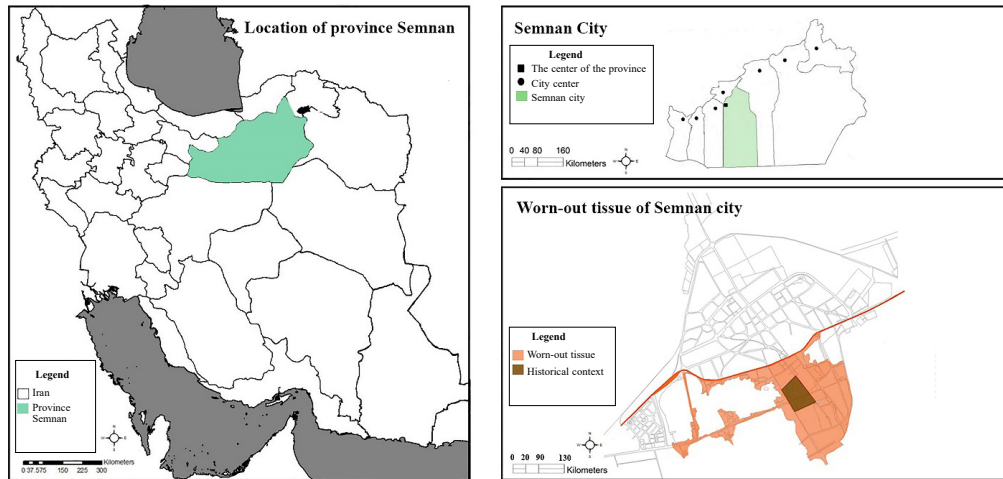 Location of province Semnan
Legend
Iran
Province
Semnan
N
W
E
S
Kilometers
0 37.575 150 225 300
Semnan City
Legend
The center of the province
City center
Semnan city
0 40 80 160
Kilometers
N
W
E
S
Worn-out tissue of Semnan city
Legend
Worn-out tissue
Historical context
N
W
E
S
0 20 90 130
Kilometers